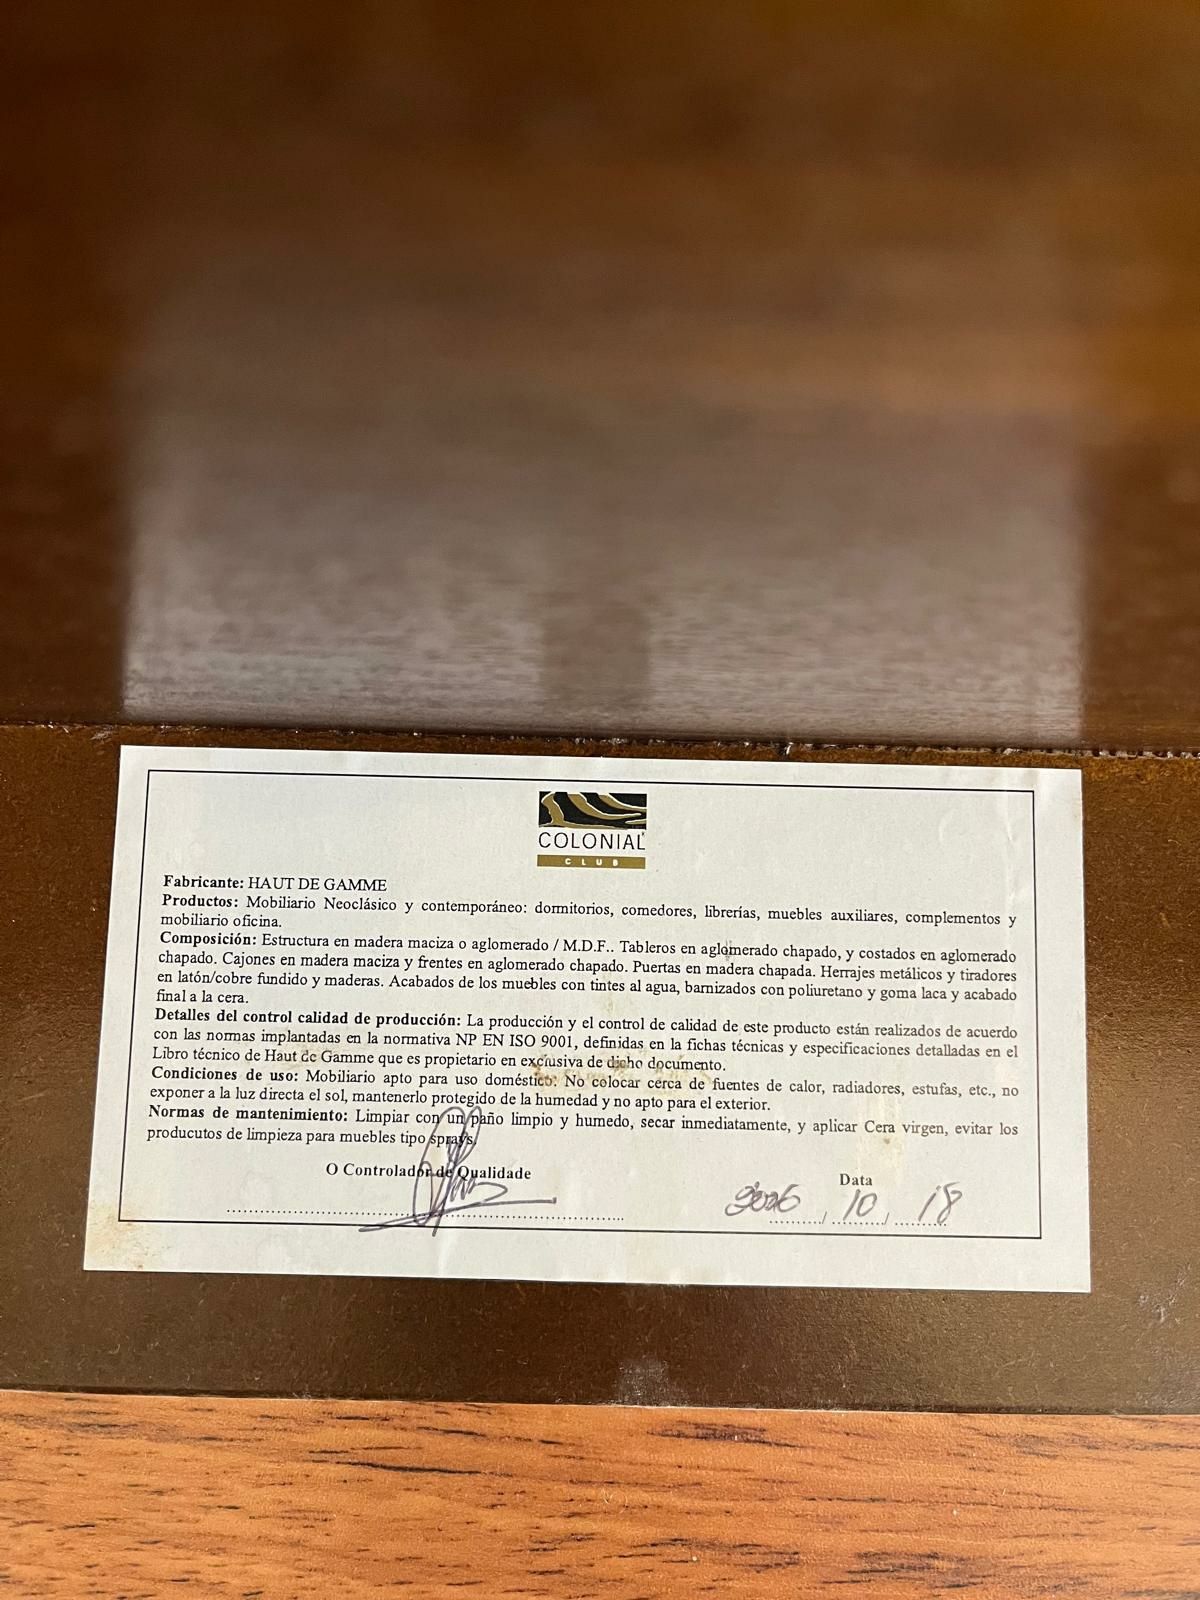 COLONIAL
CLUB
Fabricante: HAUT DE GAMME
Productos: Mobiliario Neoclásico y contemporáneo: dormitorios, comedores, librerías, muebles auxiliares, complementos y
mobiliario oficina.
Composición: Estructura en madera maciza o aglomerado / M.D.F.. Tableros en aglomerado chapado, y costados en aglomerado
chapado. Cajones en madera maciza y frentes en aglomerado chapado. Puertas en madera chapada. Herrajes metálicos y tiradores
en latón/cobre fundido y maderas. Acabados de los muebles con tintes al agua, barnizados con poliuretano y goma laca y acabado
final a la cera.
Detalles del control calidad de producción: La producción y el control de calidad de este producto están realizados de acuerdo
con las normas implantadas en la normativa NP EN ISO 9001, definidas en la fichas técnicas y especificaciones detalladas en el
Libro técnico de Haut de Gamme que es propietario en exclusiva de dicho documento.
Condiciones de uso: Mobiliario apto para uso doméstico: No colocar cerca de fuentes de calor, radiadores, estufas, etc., no
exponer a la luz directa el sol, mantenerlo protegido de la humedad y no apto para el exterior.
Normas de mantenimiento: Limpiar con un paño limpio y humedo, secar inmediatamente, y aplicar Cera virgen, evitar los
producutos de limpieza para muebles tipo sprays.
O Controlador de Qualidade
Data
2006, 10, 18